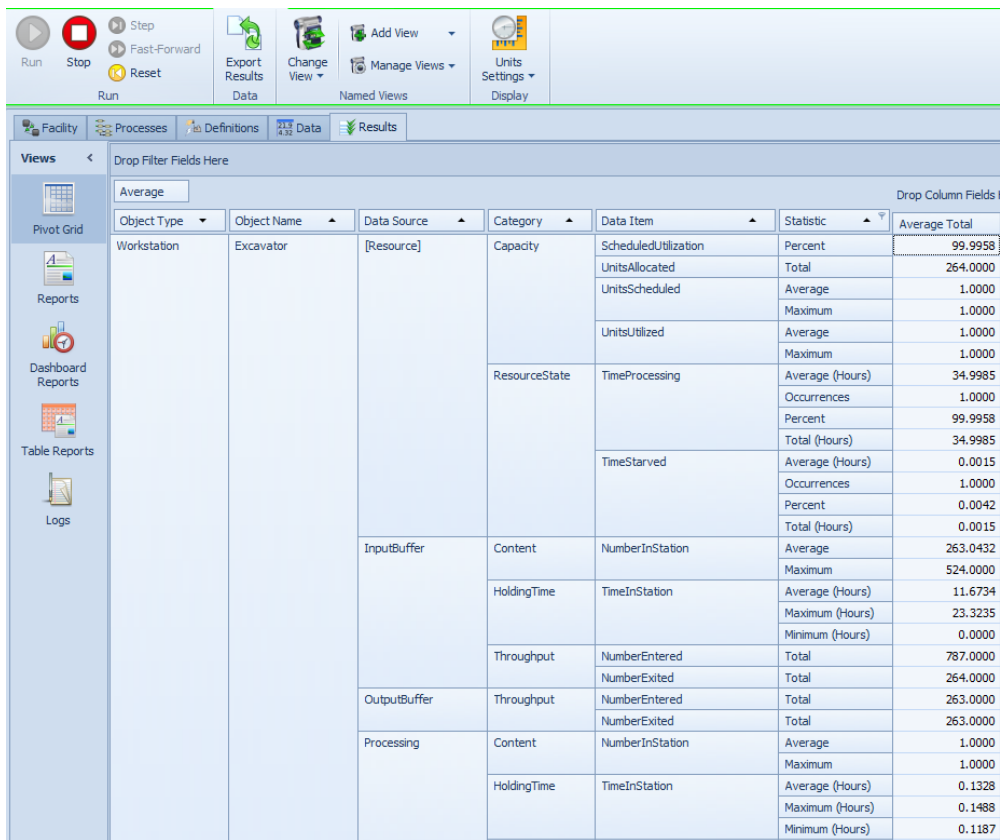 Run
Stop
Step
Fast-Forward
Reset
Run
Export
Results
Data
Change
View
Add View
Manage Views
Named Views
Units
Settings
Display
Facility
Processes
Definitions
21.9
4.32
Data
Results
Views <
Drop Filter Fields Here
Pivot Grid
Reports
Dashboard
Reports
Table Reports
Logs
Average
Drop Column Fields
Object Type Object Name Data Source Category Data Item Statistic Average Total
Workstation Excavator [Resource] Capacity ScheduledUtilization Percent 99.9958
UnitsAllocated Total 264.0000
UnitsScheduled Average 1.0000
Maximum 1.0000
UnitsUtilized Average 1.0000
Maximum 1.0000
ResourceState TimeProcessing Average (Hours) 34.9985
Occurrences 1.0000
Percent 99.9958
Total (Hours) 34.9985
TimeStarved Average (Hours) 0.0015
Occurrences 1.0000
Percent 0.0042
Total (Hours) 0.0015
InputBuffer Content NumberInStation Average 263.0432
Maximum 524.0000
HoldingTime TimeInStation Average (Hours) 11.6734
Maximum (Hours) 23.3235
Minimum (Hours) 0.0000
Throughput NumberEntered Total 787.0000
NumberExited Total 264.0000
OutputBuffer Throughput NumberEntered Total 263.0000
NumberExited Total 263.0000
Processing Content NumberInStation Average 1.0000
Maximum 1.0000
HoldingTime TimeInStation Average (Hours) 0.1328
Maximum (Hours) 0.1488
Minimum (Hours) 0.1187